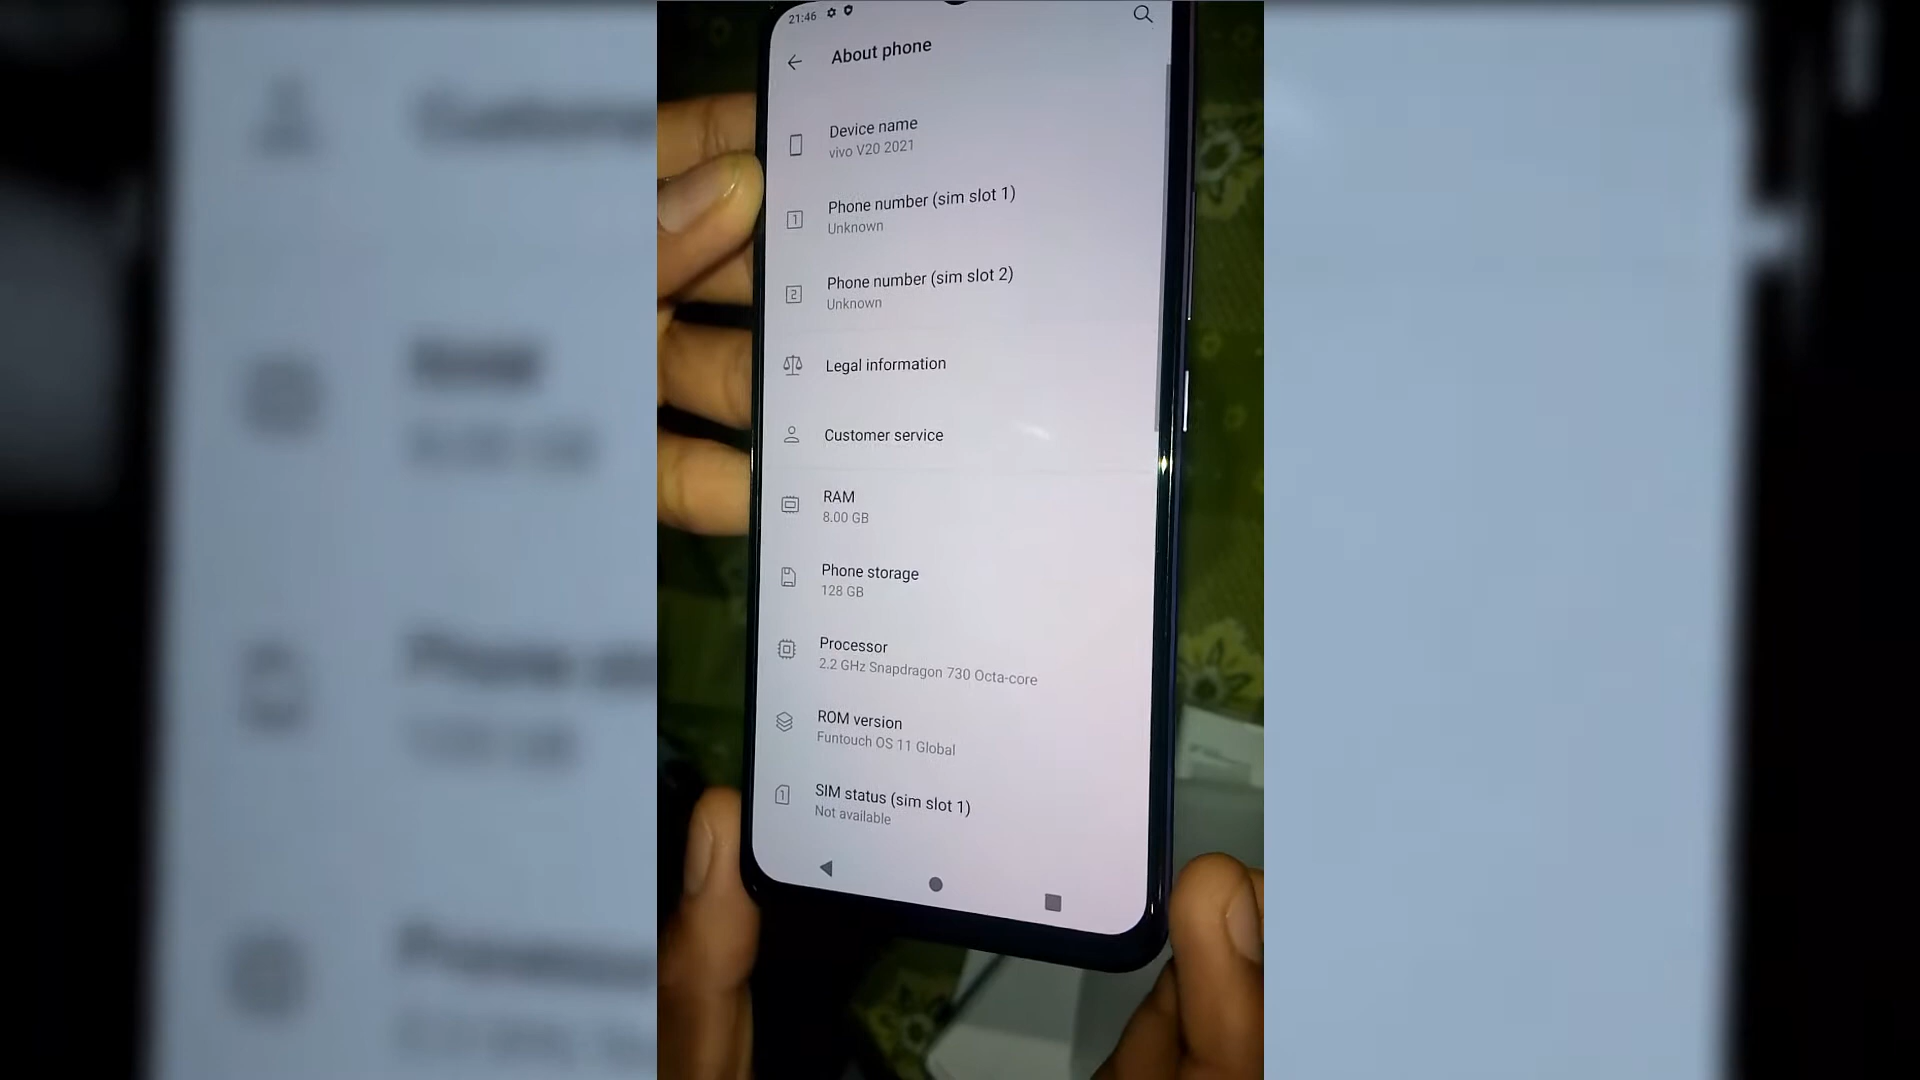 21:46
About phone
Device name
vivo V20 2021
Phone number (sim slot 1)
Unknown
Phone number (sim slot 2)
Unknown
Legal information
Customer service
RAM
8.00 GB
Phone storage
128 GB
Processor
2.2 GHz Snapdragon 730 Octa-core
ROM version
Funtouch OS 11 Global
SIM status (sim slot 1)
Not available